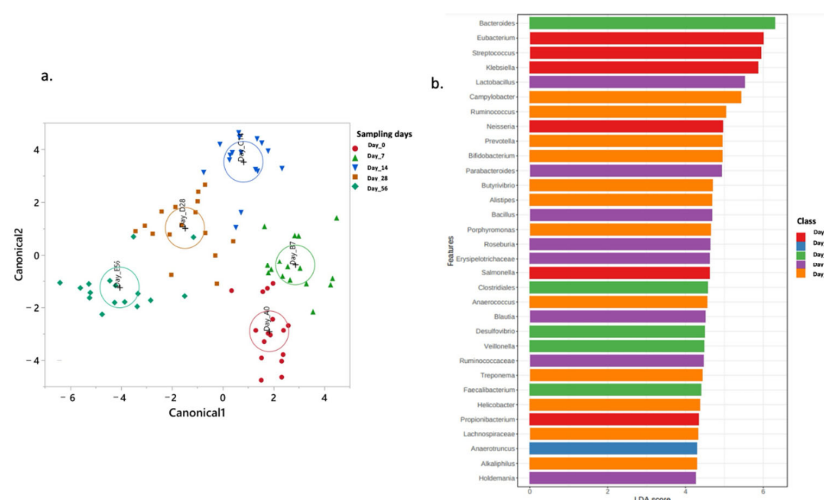 a.
4
2
0
−2
−4
Canonical2
−6
−4
−2
0
2
4
Canonical1
Day_D28
Day_B7
Day_E56
Day_A0
Sampling days
Day_0
Day_7
Day_14
Day_28
Day_56
b.
Features
Bacteroides
Eubacterium
Streptococcus
Klebsiella
Lactobacillus
Campylobacter
Ruminococcus
Neisseria
Prevotella
Bifidobacterium
Parabacteroides
Butyrivibrio
Alistipes
Bacillus
Porphyromonas
Roseburia
Erysipelotrichaceae
Salmonella
Clostridiales
Anaerococcus
Blautia
Desulfovibrio
Veillonella
Ruminococcaceae
Treponema
Faecalibacterium
Helicobacter
Propionibacterium
Lachnospiraceae
Anaerotruncus
Alkaliphilus
Holdemania
0
2
4
6
LDA score
Class
Day
Day
Day
Day
Day